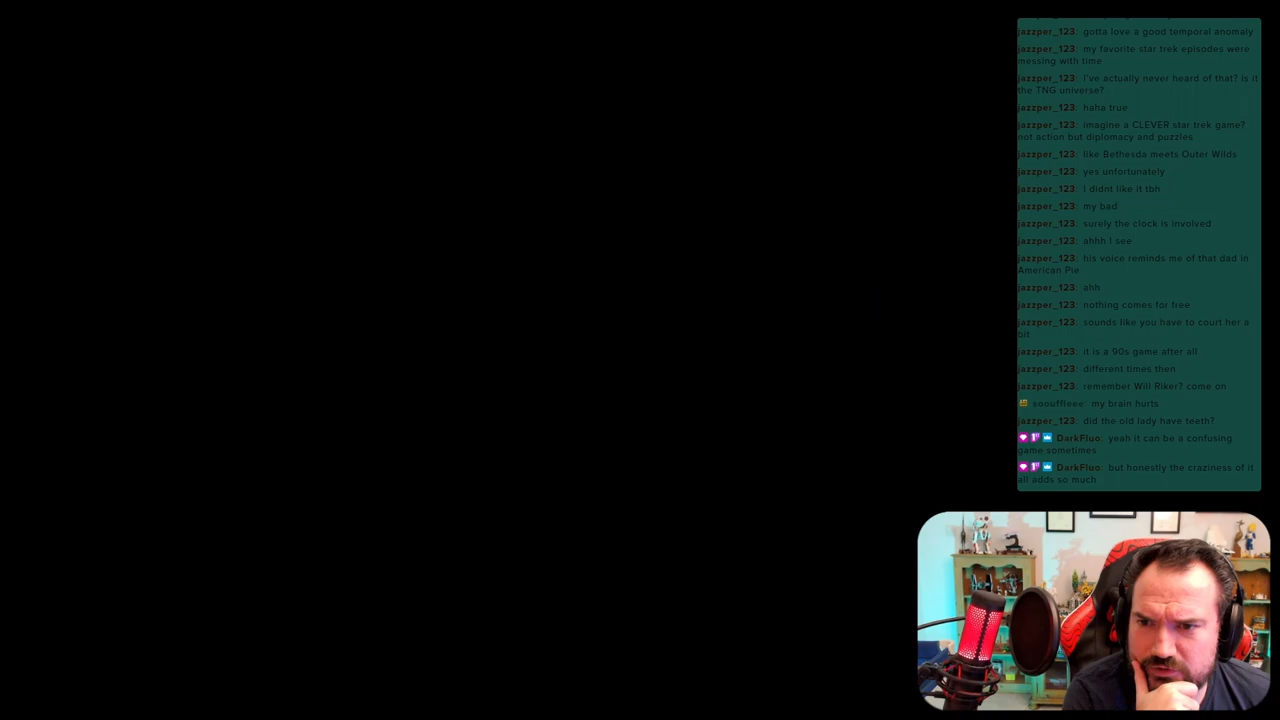 jazzper_123: gotta love a good temporal anomaly
jazzper_123: my favorite star trek episodes were
messing with time
jazzper_123: I've actually never heard of that? is it
the TNG universe?
jazzper_123: haha true
jazzper_123: imagine a CLEVER star trek game?
not action but diplomacy and puzzles
jazzper_123: like Bethesda meets Outer Wilds
jazzper_123: yes unfortunately
jazzper_123: I didnt like it tbh
jazzper_123: my bad
jazzper_123: surely the clock is involved
jazzper_123: ahhh I see
jazzper_123: his voice reminds me of that dad in
American Pie
jazzper_123: ahh
jazzper_123: nothing comes for free
jazzper_123: sounds like you have to court her a
bit
jazzper_123: it is a 90s game after all
jazzper_123: different times then
jazzper_123: remember Will Riker? come on
my brain hurts
jazzper_123: did the old lady have teeth?
DarkFluo: yeah it can be a confusing
game sometimes
DarkFluo: but honestly the craziness of it
all adds so much